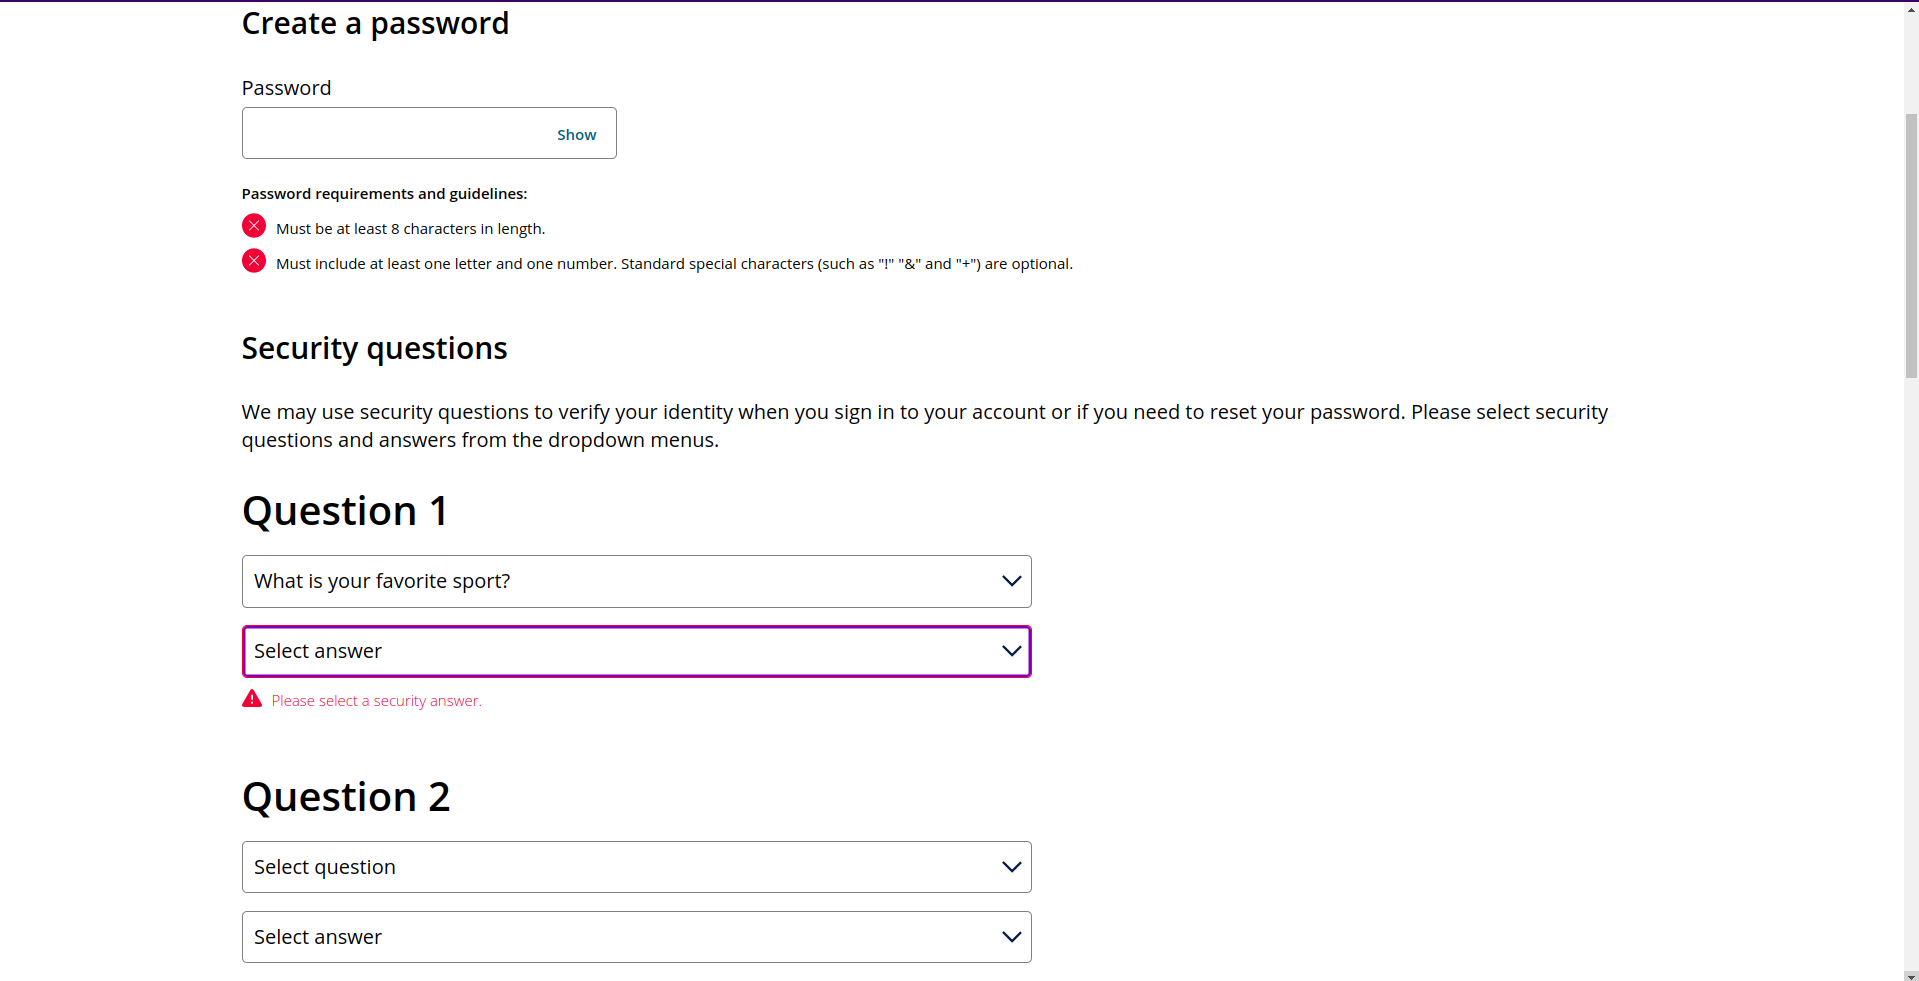 Create a password
Password
Show
Password requirements and guidelines:
Must be at least 8 characters in length.
Must include at least one letter and one number. Standard special characters (such as "!" "&" and "+") are optional.
Security questions
We may use security questions to verify your identity when you sign in to your account or if you need to reset your password. Please select security
questions and answers from the dropdown menus.
Question 1
What is your favorite sport?
Select answer
Please select a security answer.
Question 2
Select question
Select answer